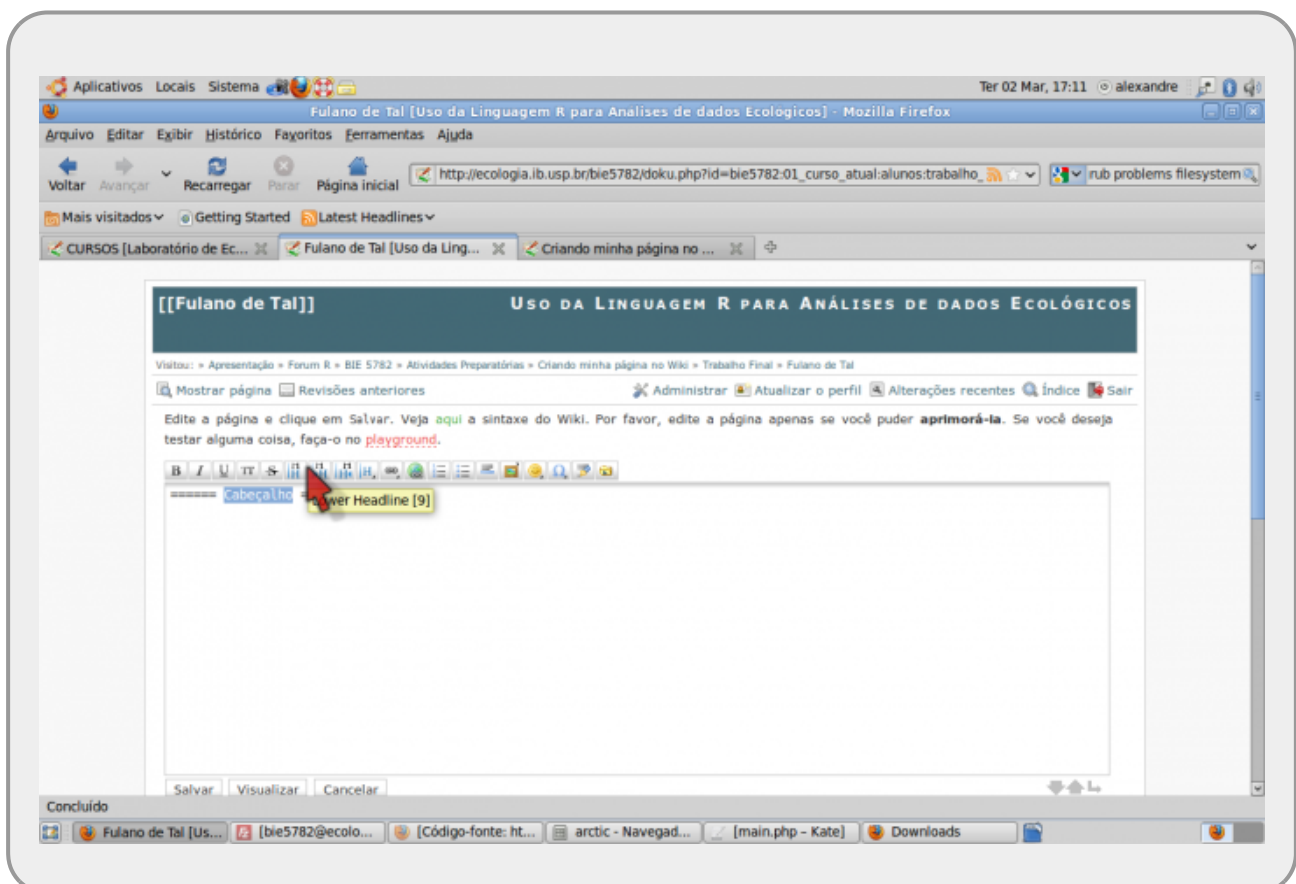 Aplicativos Locais Sistema Ter 02 Mar, 17:11 alexandre
Fulano de Tal [Uso da Linguagem R para Analises de dados Ecologicos] - Mozilla Firefox
Arquivo Editar Exibir Histórico Favoritos Ferramentas Ajuda
Voltar Avançar Recarregar Parar Página inicial http://ecologia.ib.usp.br/bie5782/doku.php?id=bie5782:01_curso_atual:alunos:trabalho_ rub problems filesystem
Mais visitados Getting Started Latest Headlines
CURSOS [Laboratório de Ec... Fulano de Tal [Uso da Ling... Criando minha página no ...
[[Fulano de Tal]] USO DA LINGUAGEM R PARA ANÁLISES DE DADOS ECOLÓGICOS
Visitou: » Apresentação » Forum R » BIE 5782 » Atividades Preparatórias » Criando minha página no Wiki » Trabalho Final » Fulano de Tal
Mostrar página Revisões anteriores Administrar Atualizar o perfil Alterações recentes Índice Sair
Edite a página e clique em Salvar. Veja aqui a sintaxe do Wiki. Por favor, edite a página apenas se você puder aprimorá-la. Se você deseja
testar alguma coisa, faça-o no playground.
B I U TT S
====== Cabeçalho =
Lower Headline [9]
Salvar Visualizar Cancelar
Concluído
Fulano de Tal [Us... [bie5782@ecolo... [Código-fonte: ht... arctic - Navegad... [main.php – Kate] Downloads